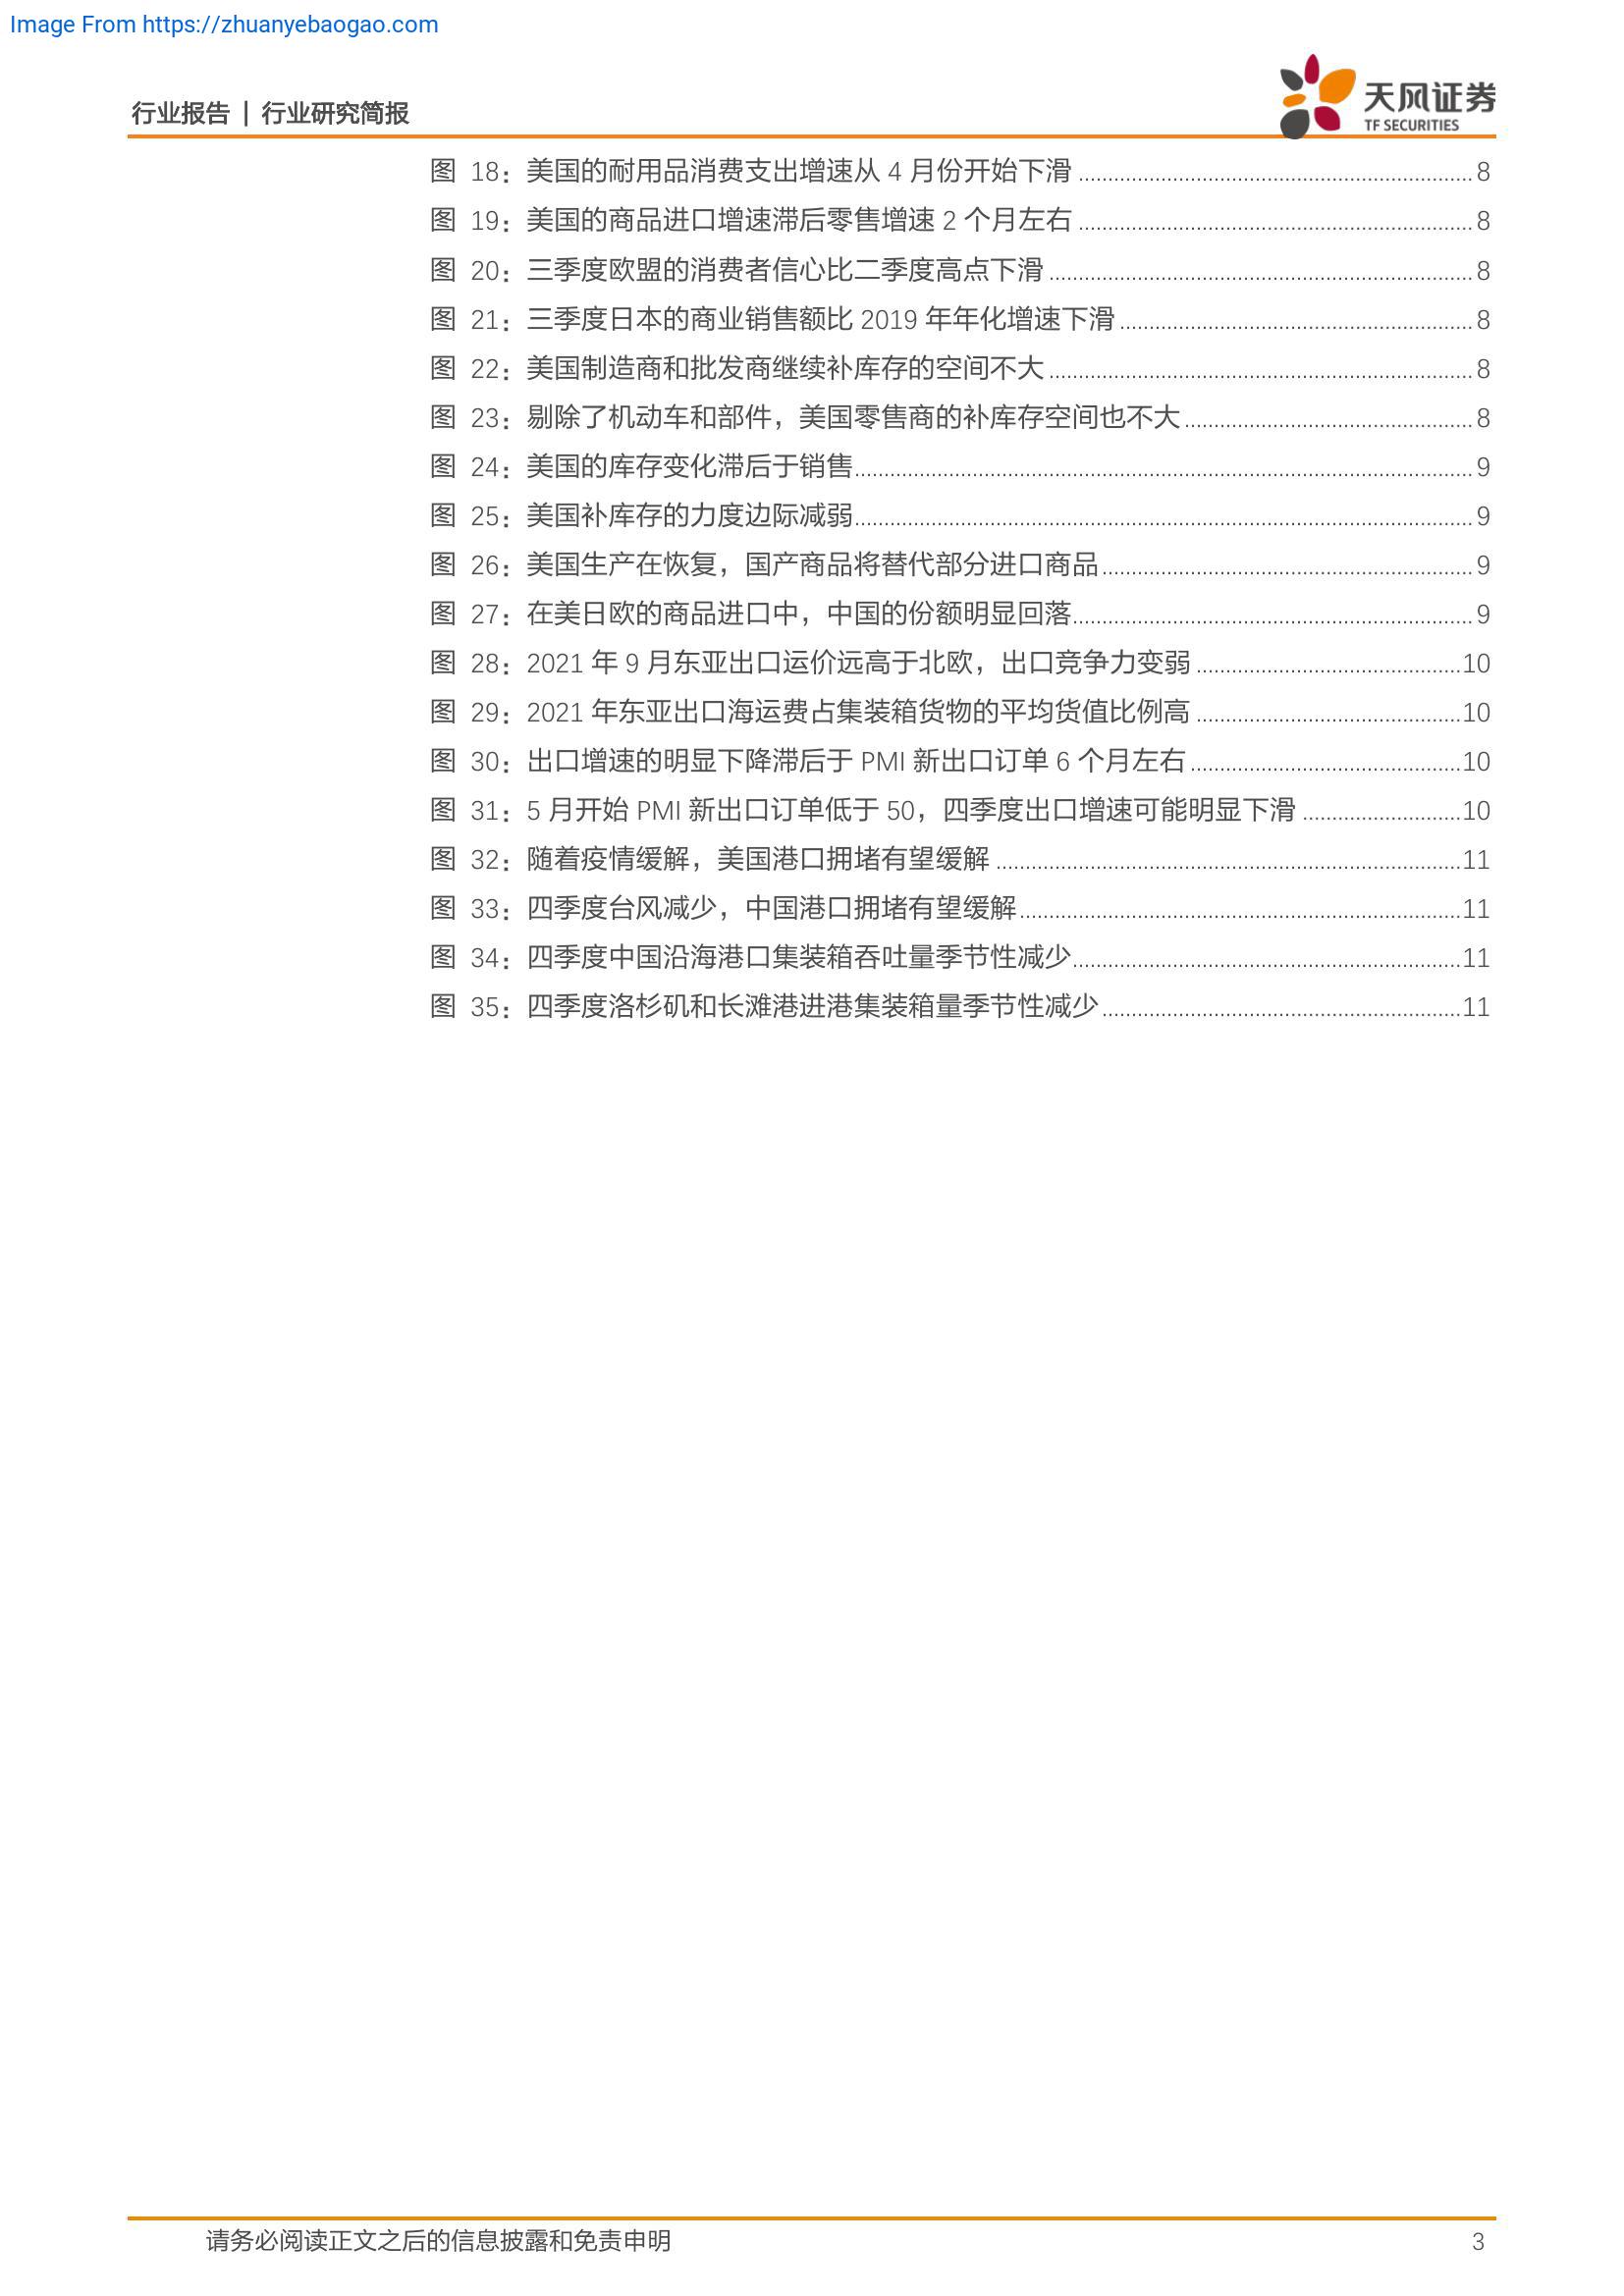 Image From https://zhuanyebaogao.com
行业报告 | 行业研究简报
天风证券
TF SECURITIES
图 18：美国的耐用品消费支出增速从 4 月份开始下滑 ........ 8
图 19：美国的商品进口增速滞后零售增速 2 个月左右 ........ 8
图 20：三季度欧盟的消费者信心比二季度高点下滑 ........ 8
图 21：三季度日本的商业销售额比 2019 年年化增速下滑 ........ 8
图 22：美国制造商和批发商继续补库存的空间不大 ........ 8
图 23：剔除了机动车和部件，美国零售商的补库存空间也不大 ........ 8
图 24：美国的库存变化滞后于销售 ........ 9
图 25：美国补库存的力度边际减弱 ........ 9
图 26：美国生产在恢复，国产商品将替代部分进口商品 ........ 9
图 27：在美日欧的商品进口中，中国的份额明显回落 ........ 9
图 28：2021 年 9 月东亚出口运价远高于北欧，出口竞争力变弱 ........ 10
图 29：2021 年东亚出口海运费占集装箱货物的平均货值比例高 ........ 10
图 30：出口增速的明显下降滞后于 PMI 新出口订单 6 个月左右 ........ 10
图 31：5 月开始 PMI 新出口订单低于 50，四季度出口增速可能明显下滑 ........ 10
图 32：随着疫情缓解，美国港口拥堵有望缓解 ........ 11
图 33：四季度台风减少，中国港口拥堵有望缓解 ........ 11
图 34：四季度中国沿海港口集装箱吞吐量季节性减少 ........ 11
图 35：四季度洛杉矶和长滩港进港集装箱量季节性减少 ........ 11
请务必阅读正文之后的信息披露和免责申明 3